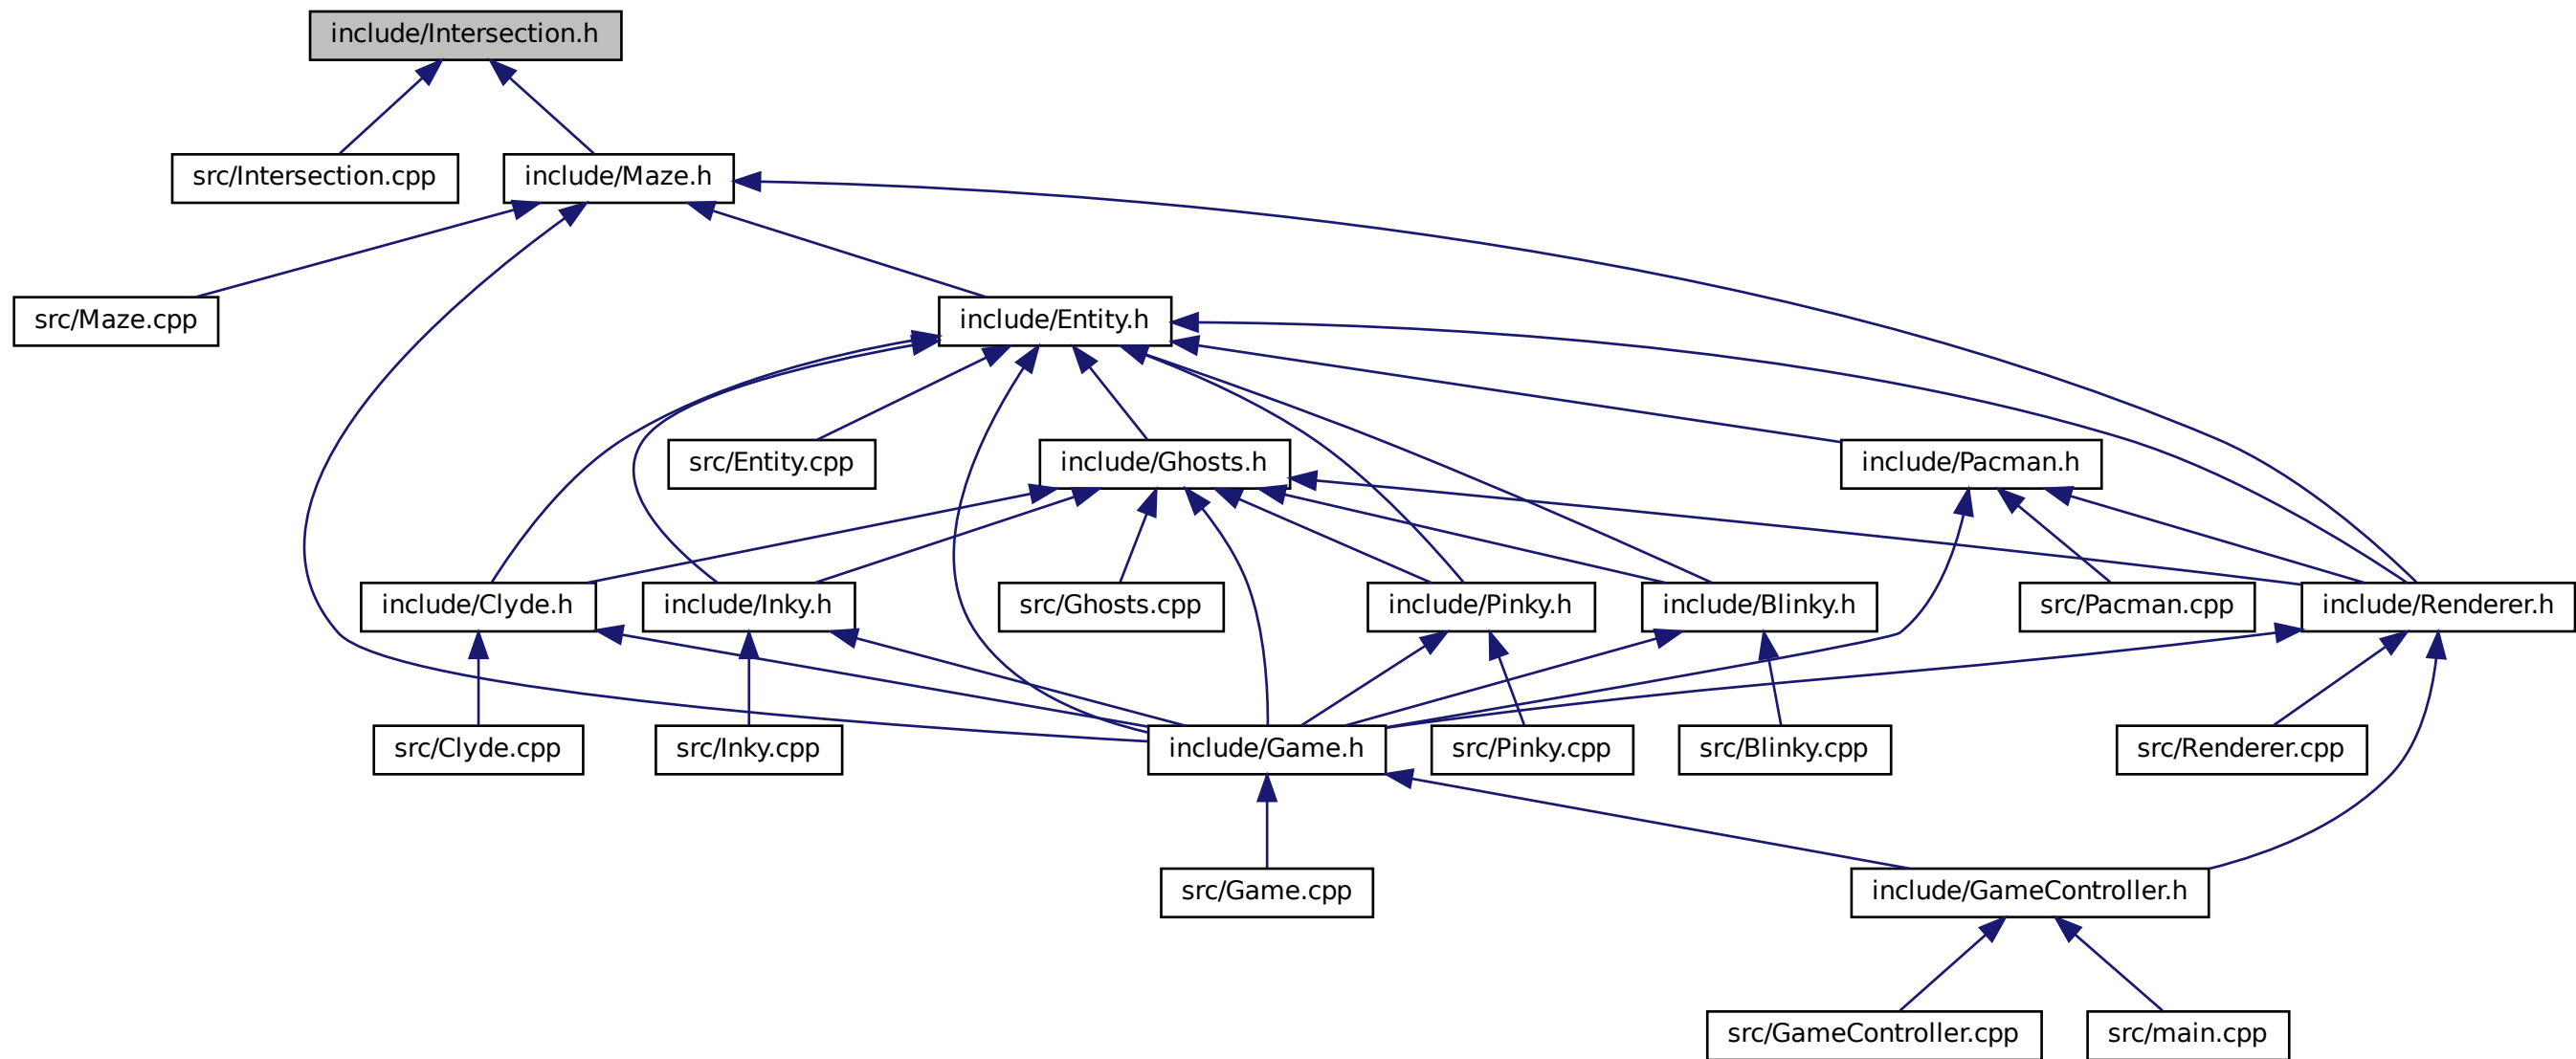 include/Intersection.h
src/Intersection.cpp
include/Maze.h
src/Maze.cpp
include/Entity.h
src/Entity.cpp
include/Ghosts.h
include/Pacman.h
include/Clyde.h
include/Inky.h
src/Ghosts.cpp
include/Pinky.h
include/Blinky.h
src/Pacman.cpp
include/Renderer.h
src/Clyde.cpp
src/Inky.cpp
include/Game.h
src/Pinky.cpp
src/Blinky.cpp
src/Renderer.cpp
src/Game.cpp
include/GameController.h
src/GameController.cpp
src/main.cpp